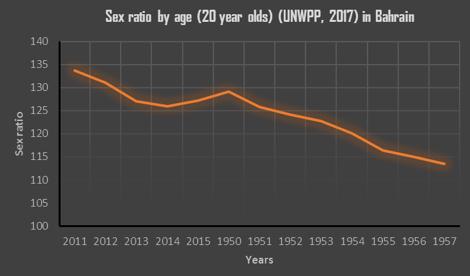 Sex ratio by age (20 year olds) (UNWPP, 2017) in Bahrain
140
135
130
125
120
115
110
105
100
Sex ratio
2011 2012 2013 2014 2015 1950 1951 1952 1953 1954 1955 1956 1957
Years